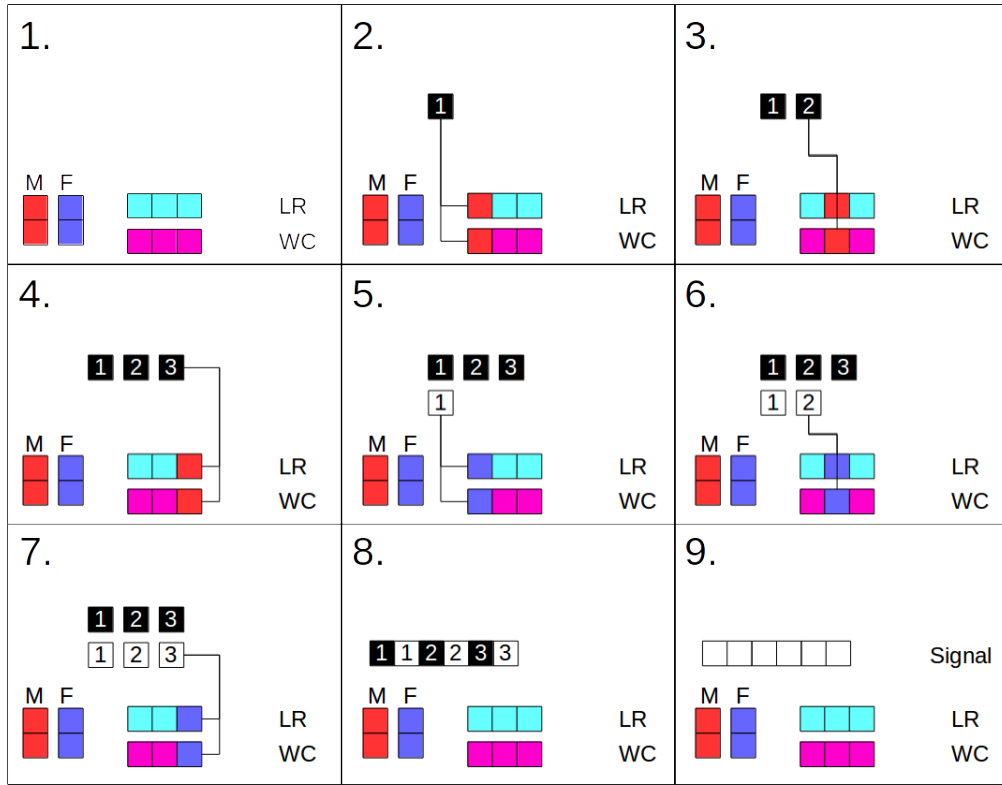 1.
M F
LR
WC
2.
1
M F
LR
WC
3.
1 2
M F
LR
WC
4.
1 2 3
M F
LR
WC
5.
1 2 3
1
M F
LR
WC
6.
1 2 3
1 2
M F
LR
WC
7.
1 2 3
1 2 3
M F
LR
WC
8.
1 1 2 2 3 3
M F
LR
WC
9.
Signal
M F
LR
WC